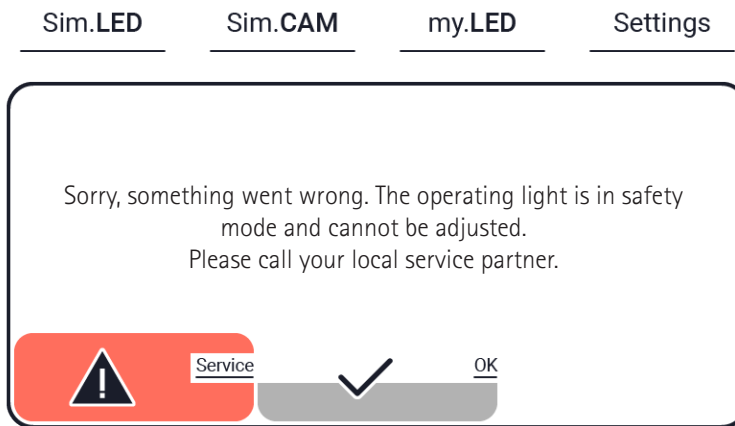 Sim.LED Sim.CAM my.LED Settings
Sorry, something went wrong. The operating light is in safety
mode and cannot be adjusted.
Please call your local service partner.
Service OK